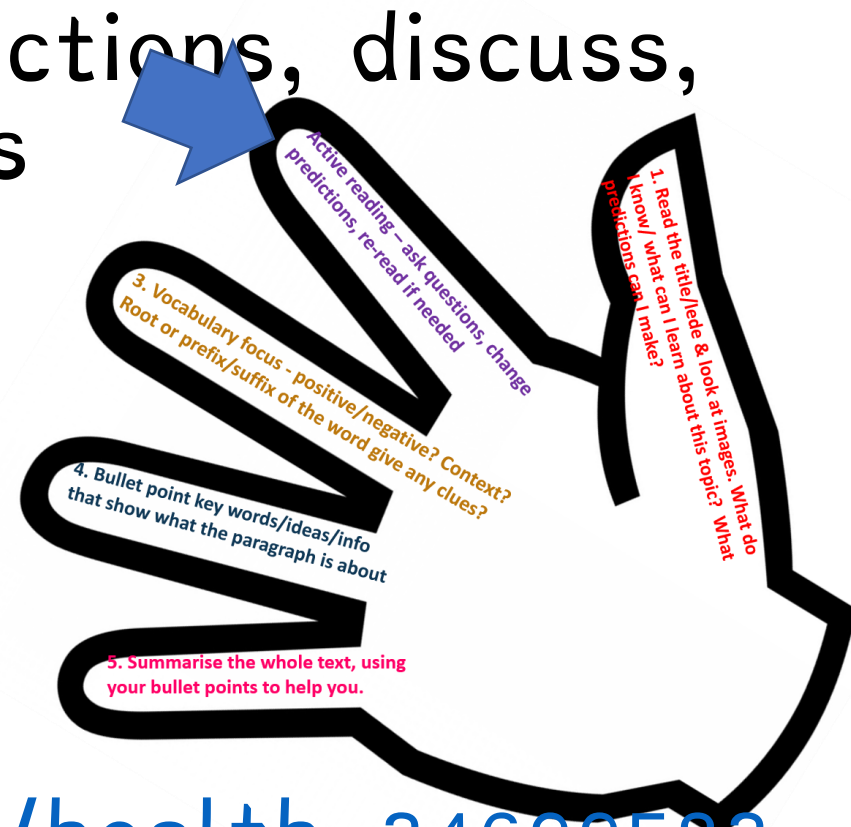 ctions, discuss,
s
1. Read the title/lede & look at images. What do
I know/ what can I learn about this topic? What
predictions can I make?
Active reading – ask questions, change
predictions, re-read if needed
3. Vocabulary focus - positive/negative? Context?
Root or prefix/suffix of the word give any clues?
4. Bullet point key words/ideas/info
that show what the paragraph is about
5. Summarise the whole text, using
your bullet points to help you.